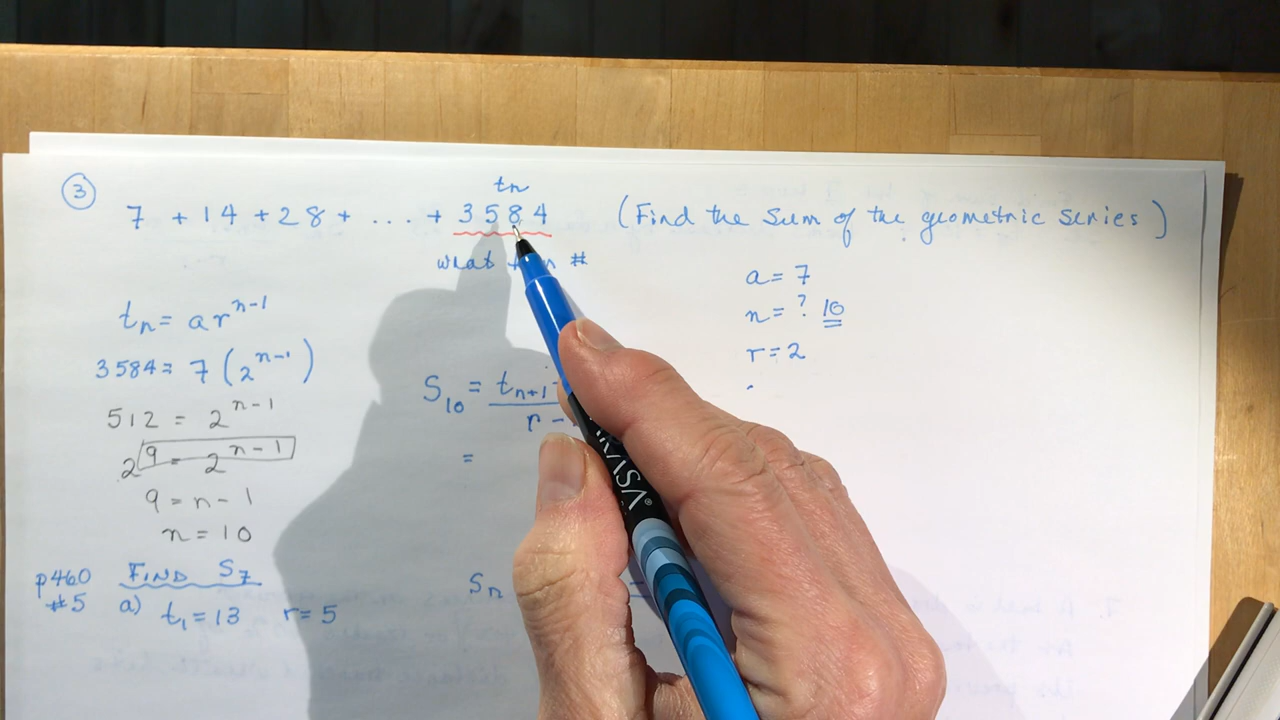 ③
tn
7 + 14 + 28 + ... + 3584 (Find the sum of the geometric series)
what #
a = 7
n = ? 10
r = 2
tn = ar^n-1
3584 = 7(2^n-1)
512 = 2^n-1
2^9 = 2^n-1
9 = n-1
n = 10
S10 = tn+1
r -
=
p460 FIND S7
#5 a) t1 = 13 r = 5
Sn =